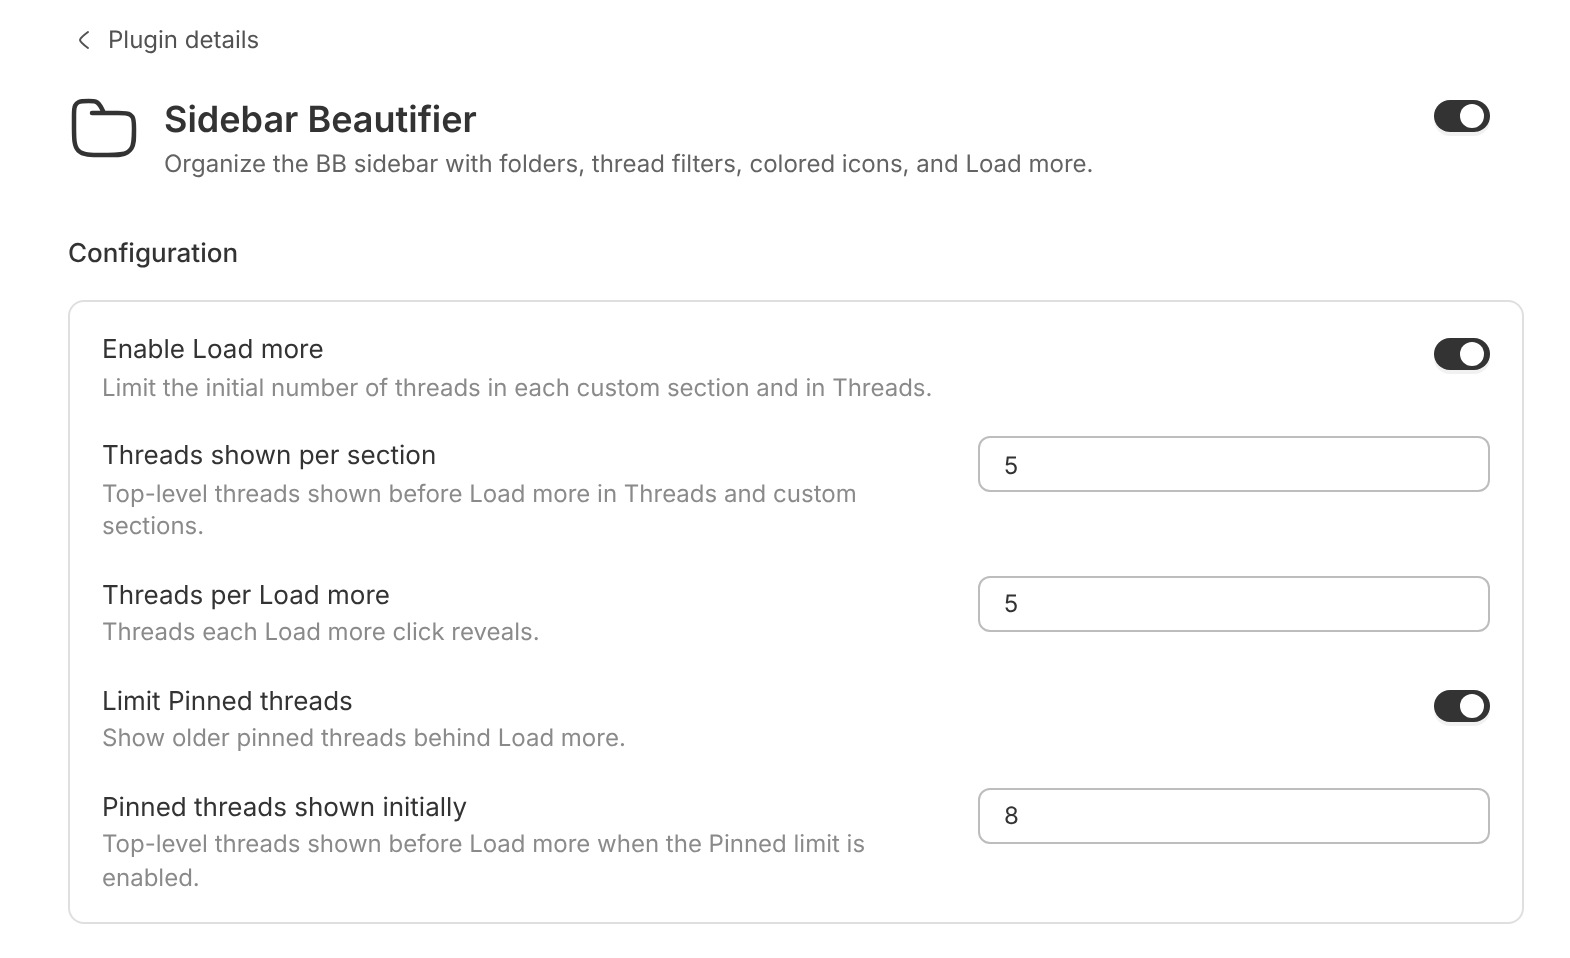 Plugin details
Sidebar Beautifier
Organize the BB sidebar with folders, thread filters, colored icons, and Load more.
Configuration
Enable Load more
Limit the initial number of threads in each custom section and in Threads.
Threads shown per section
5
Top-level threads shown before Load more in Threads and custom
sections.
Threads per Load more
5
Threads each Load more click reveals.
Limit Pinned threads
Show older pinned threads behind Load more.
Pinned threads shown initially
8
Top-level threads shown before Load more when the Pinned limit is
enabled.